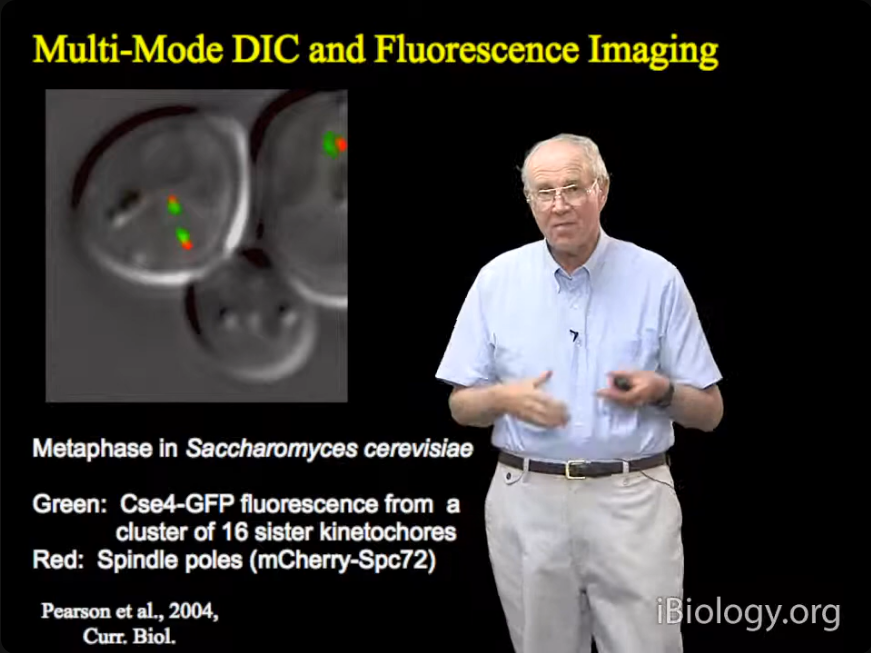 Multi-Mode DIC and Fluorescence Imaging
Metaphase in Saccharomyces cerevisiae
Green: Cse4-GFP fluorescence from a
cluster of 16 sister kinetochores
Red: Spindle poles (mCherry-Spc72)
Pearson et al., 2004,
Curr. Biol.
iBiology.org